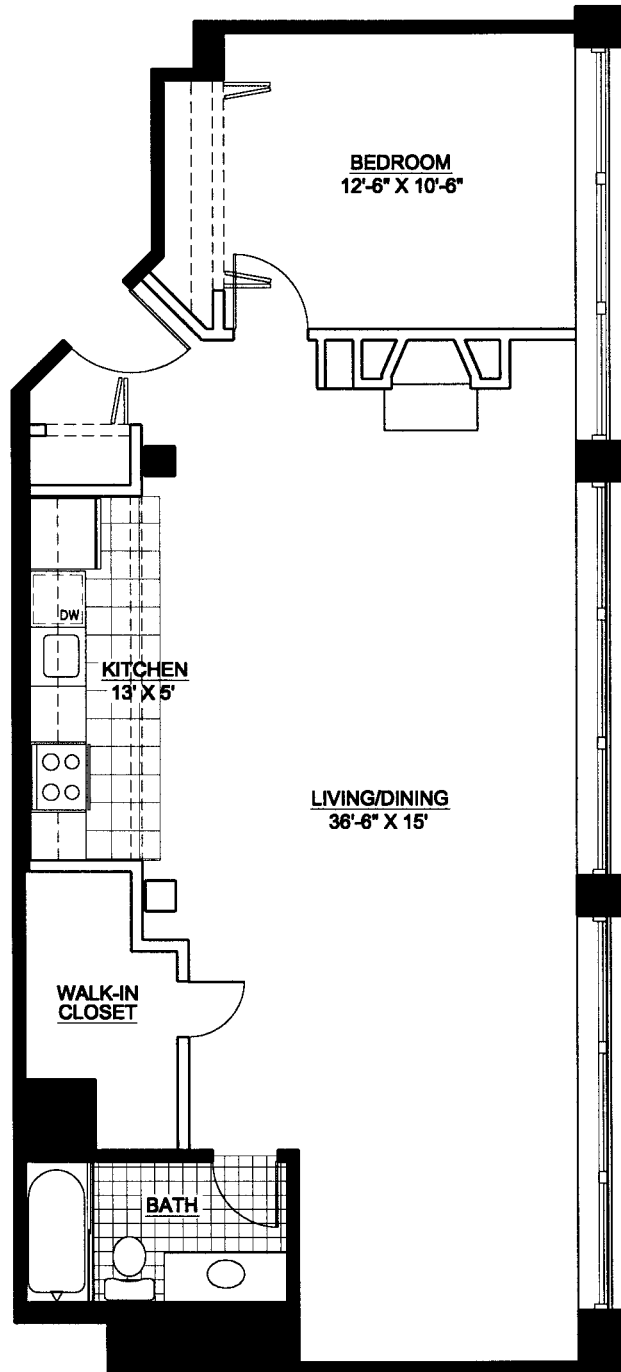 BEDROOM
12'-6" X 10'-6"
DW
KITCHEN
13' X 5'
LIVING/DINING
36'-6" X 15'
WALK-IN
CLOSET
BATH